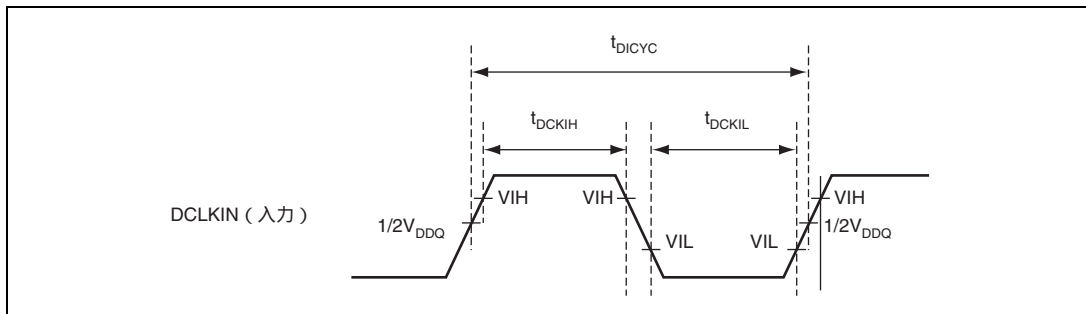 tDICYC
tDCKIH
tDCKIL
DCLKIN（入力）
1/2VDDQ
VIH
VIH
VIL
VIL
VIH
1/2VDDQ